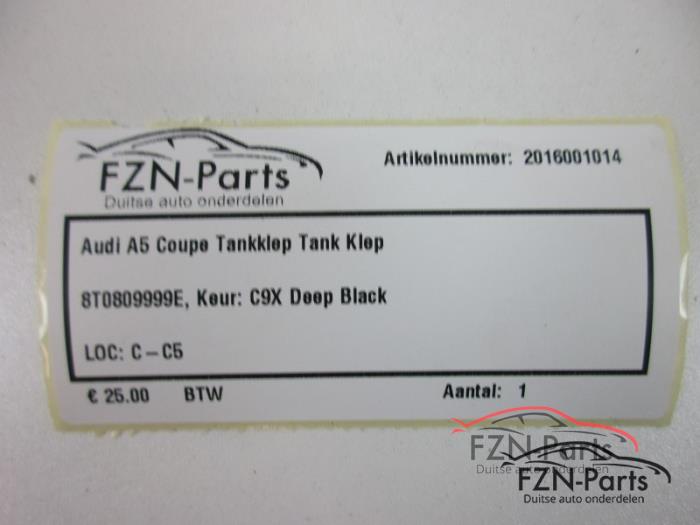 FZN-Parts
Duitse auto onderdelen
Artikelnummer: 2016001014
Audi A5 Coupe Tankklep Tank Klep
8T0809999E, Keur: C9X Deep Black
LOC: C-C5
€ 25.00 BTW Aantal: 1
FZN-Parts
Duitse auto onderdelen
FZN-Parts
Duitse auto onderdelen